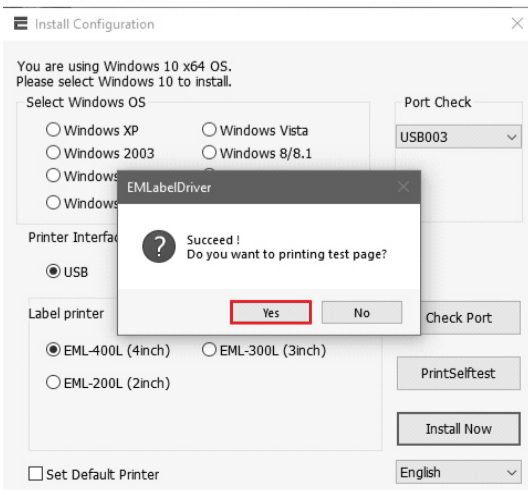 Install Configuration
You are using Windows 10 x64 OS.
Please select Windows 10 to install.
Select Windows OS
Port Check
Windows XP
Windows Vista
USB003
Windows 2003
Windows 8/8.1
Windows
Windows
EMLabelDriver
Succeed !
Do you want to printing test page?
Yes
No
Printer Interfac
USB
Label printer
Check Port
EML-400L (4inch)
EML-300L (3inch)
EML-200L (2inch)
PrintSelftest
Install Now
Set Default Printer
English